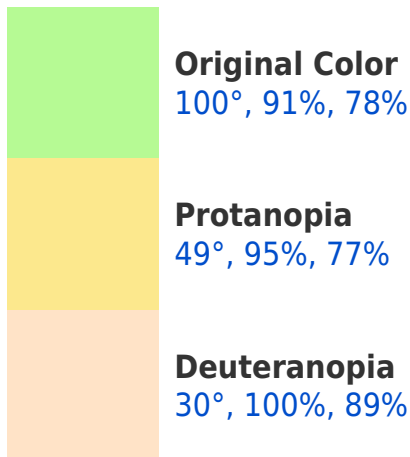 Original Color
100°, 91%, 78%
Protanopia
49°, 95%, 77%
Deuteranopia
30°, 100%, 89%